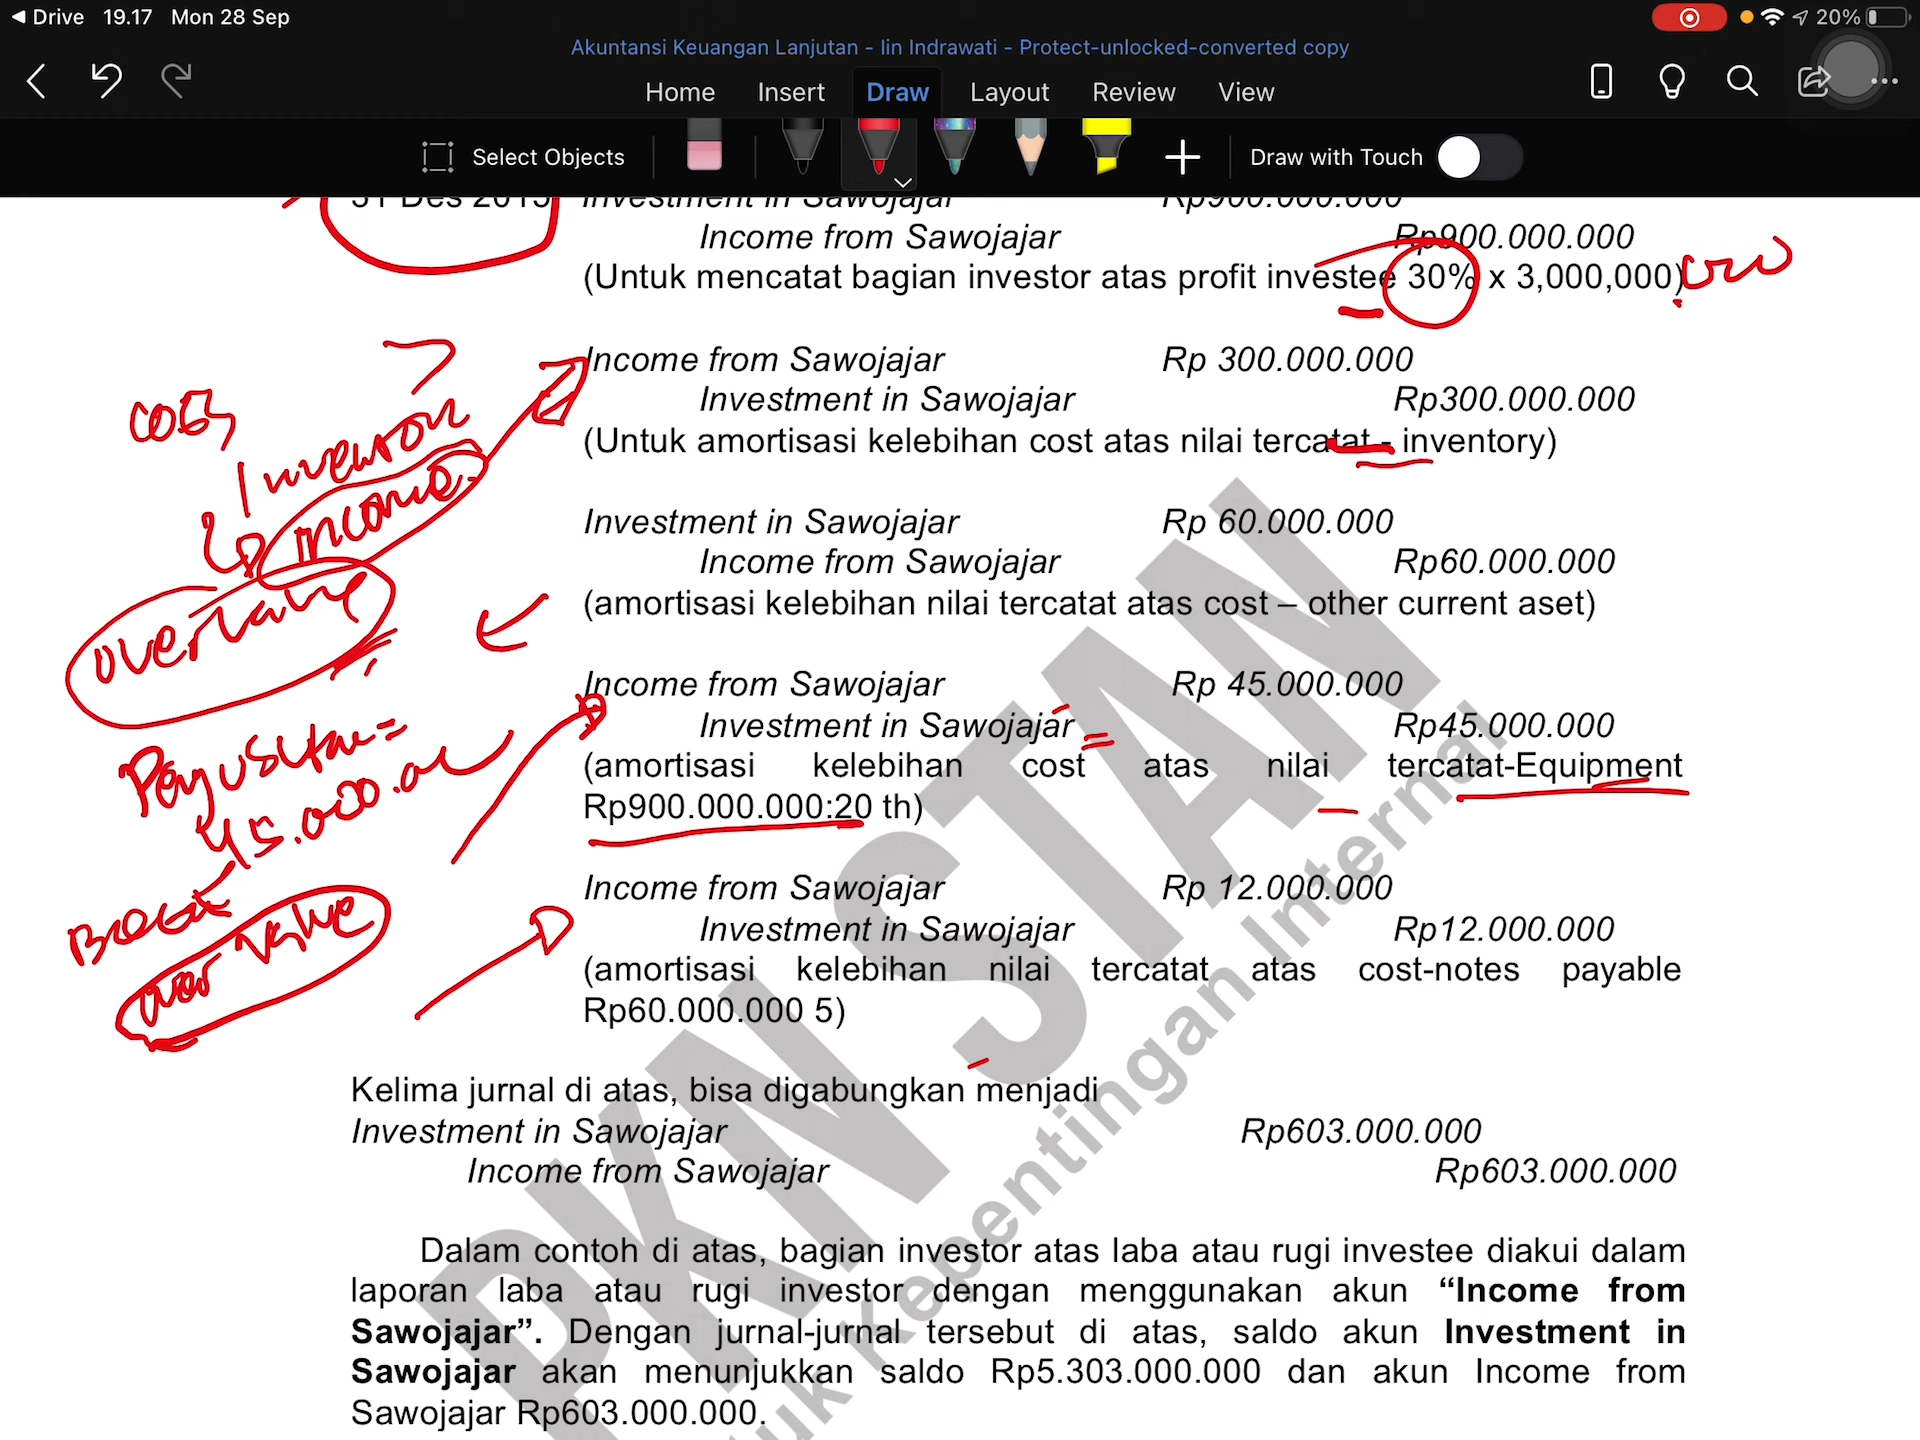 Drive 19.17 Mon 28 Sep
20%
Akuntansi Keuangan Lanjutan - Iin Indrawati - Protect-unlocked-converted copy
Home Insert Draw Layout Review View
Select Objects
Draw with Touch
31 Des 2015 Investment in Sawojajar Rp900.000.000
Income from Sawojajar Rp900.000.000
(Untuk mencatat bagian investor atas profit investee 30% x 3,000,000)
Income from Sawojajar Rp 300.000.000
Investment in Sawojajar Rp300.000.000
(Untuk amortisasi kelebihan cost atas nilai tercatat - inventory)
income
Investment in Sawojajar Rp 60.000.000
Income from Sawojajar Rp60.000.000
(amortisasi kelebihan nilai tercatat atas cost – other current aset)
overvalue
Income from Sawojajar Rp 45.000.000
Investment in Sawojajar Rp45.000.000
(amortisasi kelebihan cost atas nilai tercatat-Equipment
Rp900.000.000:20 th)
Income from Sawojajar Rp 12.000.000
Investment in Sawojajar Rp12.000.000
over value
(amortisasi kelebihan nilai tercatat atas cost-notes payable
Rp60.000.000 5)
Kelima jurnal di atas, bisa digabungkan menjadi
Investment in Sawojajar Rp603.000.000
Income from Sawojajar Rp603.000.000
Dalam contoh di atas, bagian investor atas laba atau rugi investee diakui dalam
laporan laba atau rugi investor dengan menggunakan akun “Income from
Sawojajar”. Dengan jurnal-jurnal tersebut di atas, saldo akun Investment in
Sawojajar akan menunjukkan saldo Rp5.303.000.000 dan akun Income from
Sawojajar Rp603.000.000.
PKN STAN
Kepentingan Internal